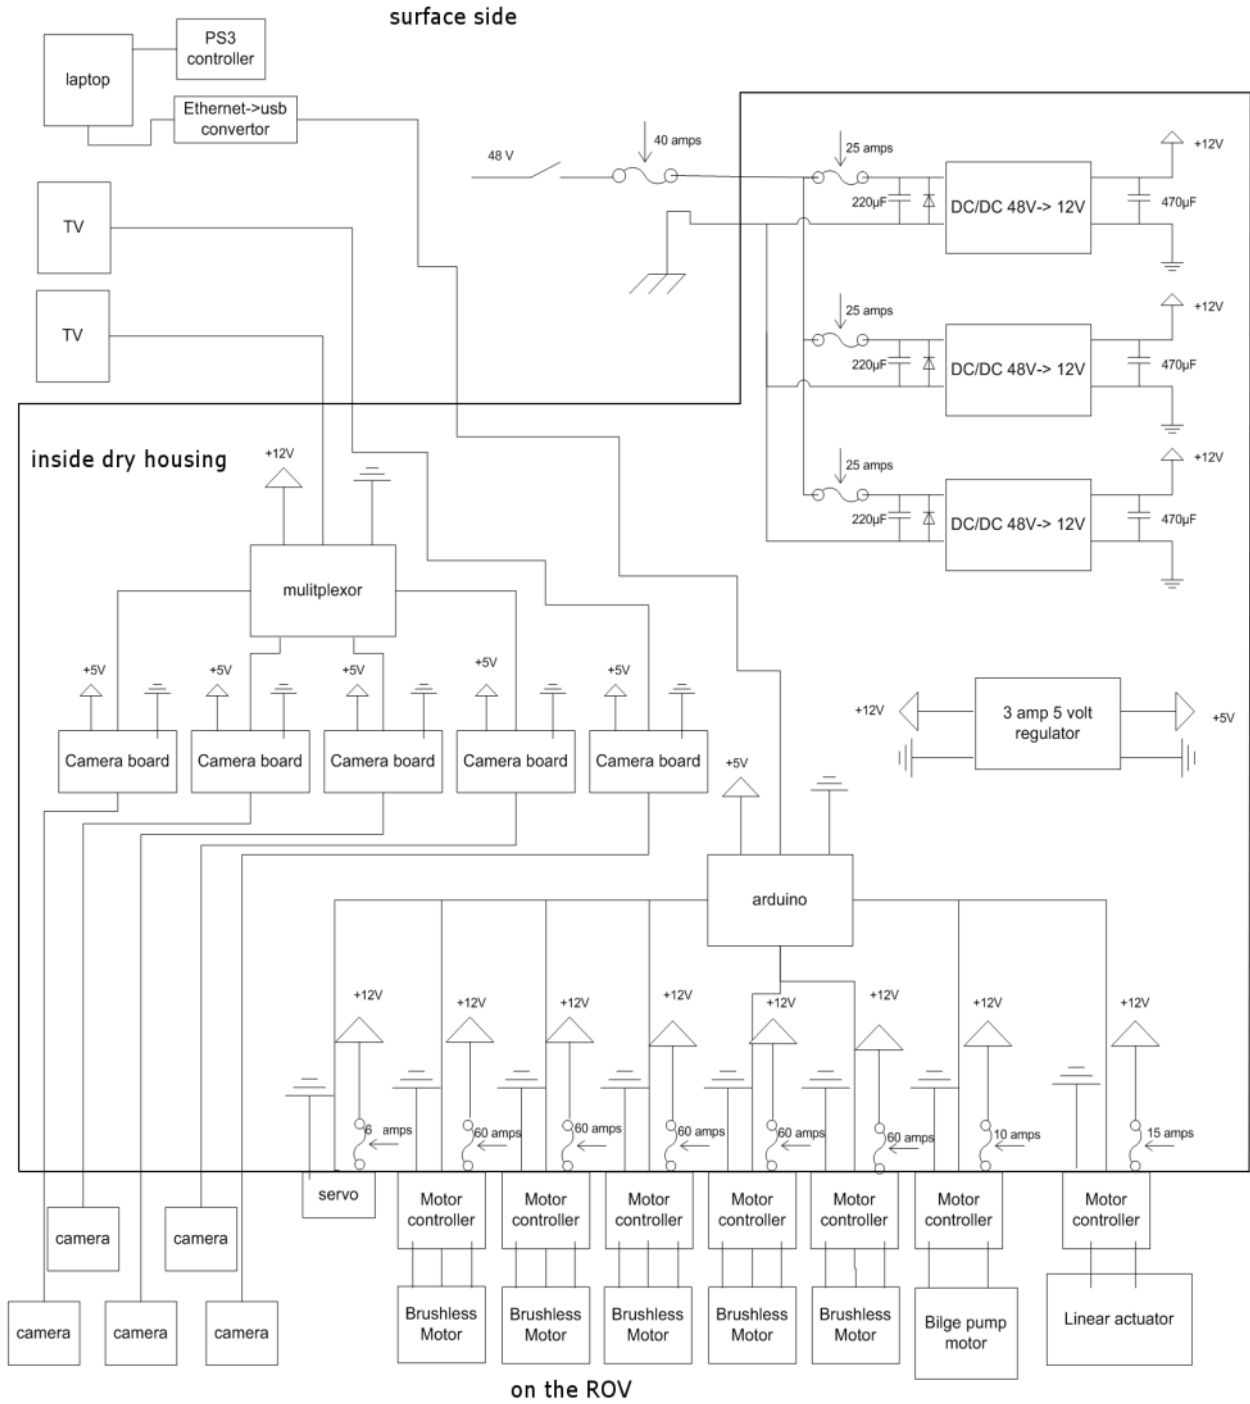 surface side
PS3
controller
laptop
Ethernet->usb
convertor
TV
TV
48 V
40 amps
25 amps
220µF
DC/DC 48V-> 12V
+12V
470µF
25 amps
220µF
DC/DC 48V-> 12V
+12V
470µF
25 amps
220µF
DC/DC 48V-> 12V
+12V
470µF
inside dry housing
+12V
mulitplexor
+5V
+5V
+5V
+5V
+5V
Camera board
Camera board
Camera board
Camera board
Camera board
+12V
3 amp 5 volt
regulator
+5V
+5V
arduino
+12V
+12V
+12V
+12V
+12V
+12V
+12V
+12V
6 amps
60 amps
60 amps
60 amps
60 amps
60 amps
10 amps
15 amps
servo
Motor
controller
Motor
controller
Motor
controller
Motor
controller
Motor
controller
Motor
controller
Motor
controller
camera
camera
camera
camera
camera
Brushless
Motor
Brushless
Motor
Brushless
Motor
Brushless
Motor
Brushless
Motor
Bilge pump
motor
Linear actuator
on the ROV